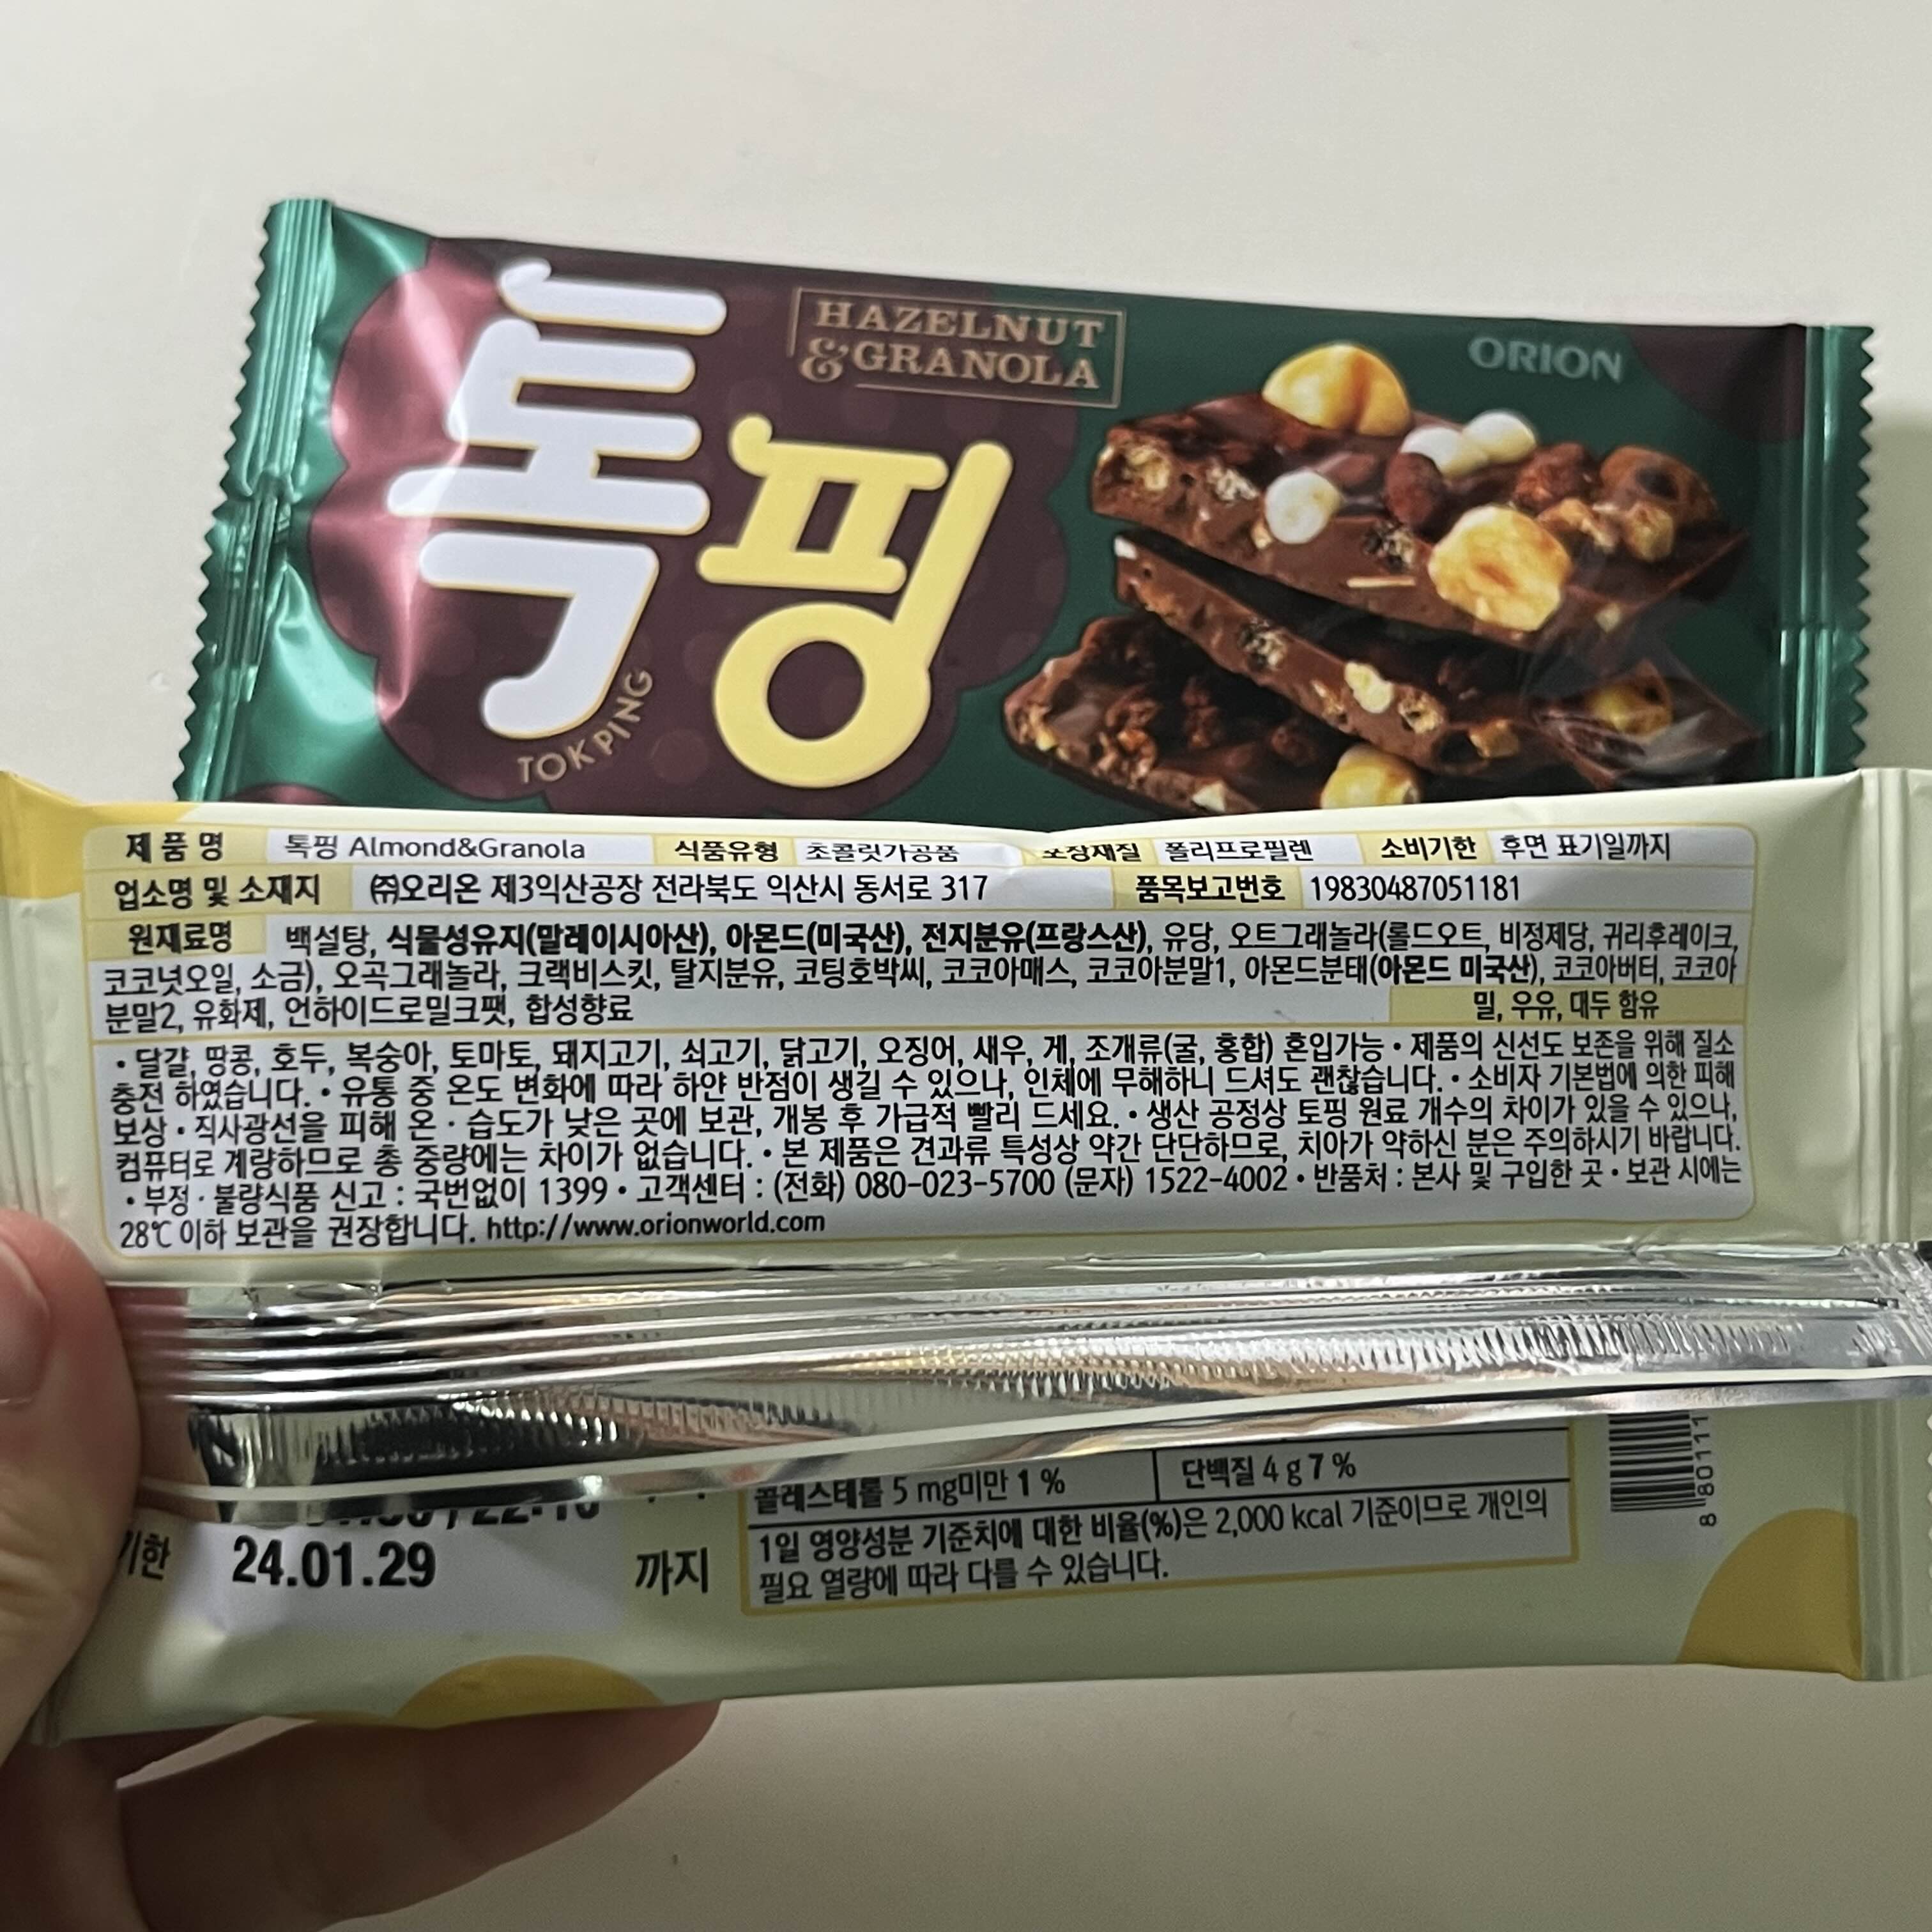 톡핑
TOKPING
HAZELNUT
&GRANOLA
ORION
제품명 톡핑 Almond&Granola 식품유형 초콜릿가공품 포장재질 폴리프로필렌 소비기한 후면 표기일까지
업소명 및 소재지 ㈜오리온 제3익산공장 전라북도 익산시 동서로 317 품목보고번호 19830487051181
원재료명 백설탕, 식물성유지(말레이시아산), 아몬드(미국산), 전지분유(프랑스산), 유당, 오트그래놀라(롤드오트, 비정제당, 귀리후레이크,
코코넛오일, 소금), 오곡그래놀라, 크랙비스킷, 탈지분유, 코팅호박씨, 코코아매스, 코코아분말1, 아몬드분태(아몬드 미국산), 코코아버터, 코코아
분말2, 유화제, 언하이드로밀크팻, 합성향료 밀, 우유, 대두 함유
• 달걀, 땅콩, 호두, 복숭아, 토마토, 돼지고기, 쇠고기, 닭고기, 오징어, 새우, 게, 조개류(굴, 홍합) 혼입가능 • 제품의 신선도 보존을 위해 질소
충전 하였습니다. • 유통 중 온도 변화에 따라 하얀 반점이 생길 수 있으나, 인체에 무해하니 드셔도 괜찮습니다. • 소비자 기본법에 의한 피해
보상 • 직사광선을 피해 온 · 습도가 낮은 곳에 보관, 개봉 후 가급적 빨리 드세요. • 생산 공정상 토핑 원료 개수의 차이가 있을 수 있으나,
컴퓨터로 계량하므로 총 중량에는 차이가 없습니다. • 본 제품은 견과류 특성상 약간 단단하므로, 치아가 약하신 분은 주의하시기 바랍니다.
• 부정 · 불량식품 신고 : 국번없이 1399 • 고객센터 : (전화) 080-023-5700 (문자) 1522-4002 • 반품처 : 본사 및 구입한 곳 • 보관 시에는
28℃ 이하 보관을 권장합니다. http://www.orionworld.com
콜레스테롤 5 mg미만 1 % 단백질 4 g 7 %
1일 영양성분 기준치에 대한 비율(%)은 2,000 kcal 기준이므로 개인의
필요 열량에 따라 다를 수 있습니다.
기한 24.01.29 까지
8 80111